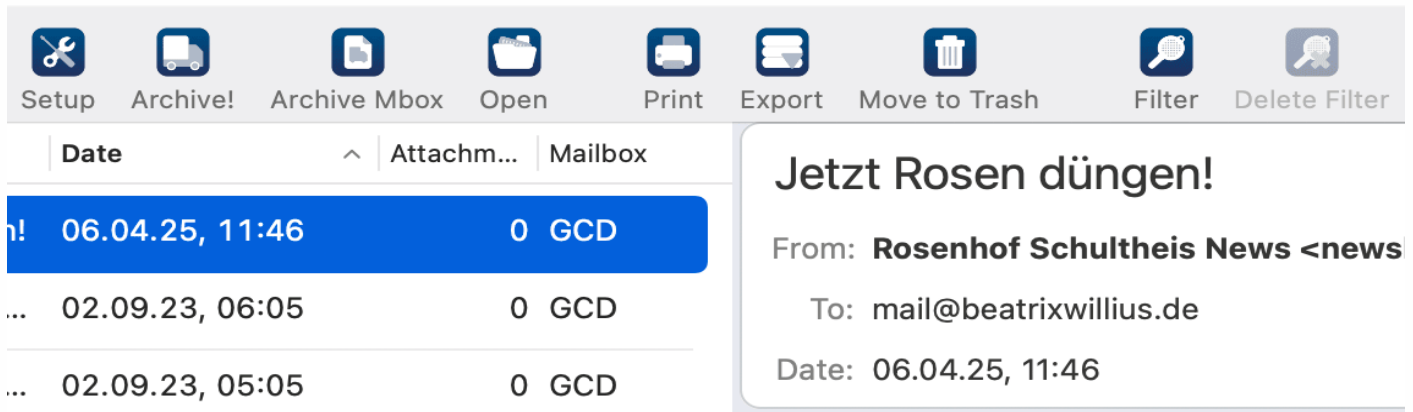 Setup Archive! Archive Mbox Open Print Export Move to Trash Filter Delete Filter
Date Attachm... Mailbox
! 06.04.25, 11:46 0 GCD
... 02.09.23, 06:05 0 GCD
... 02.09.23, 05:05 0 GCD
Jetzt Rosen düngen!
From: Rosenhof Schultheis News <news
To: mail@beatrixwillius.de
Date: 06.04.25, 11:46